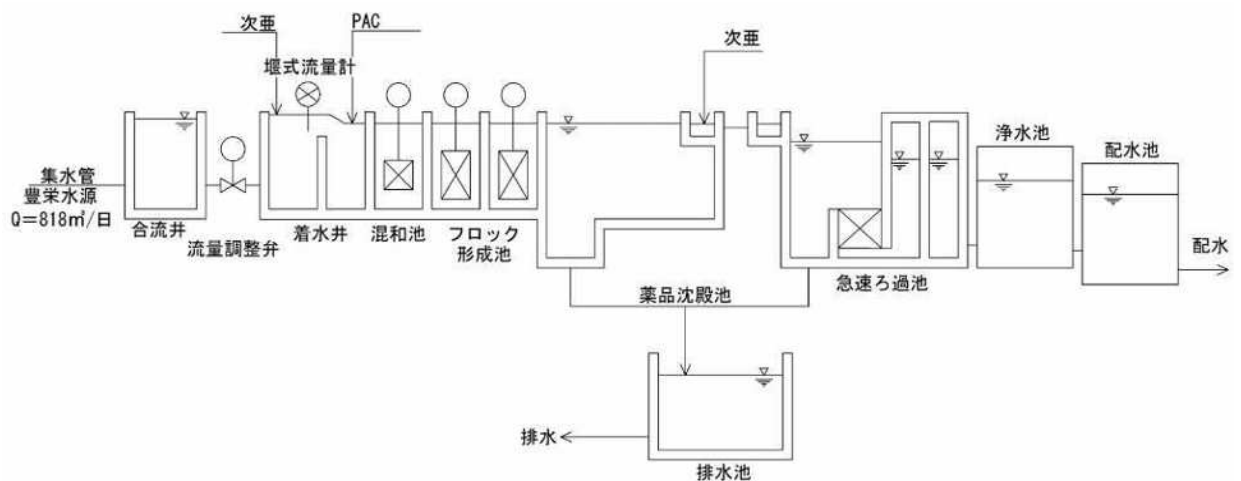 次亜
PAC
堰式流量計
次亜
集水管
豊栄水源
Q=818㎥/日
合流井
流量調整弁
着水井
混和池
フロック
形成池
薬品沈殿池
急速ろ過池
浄水池
配水池
配水
排水
排水池